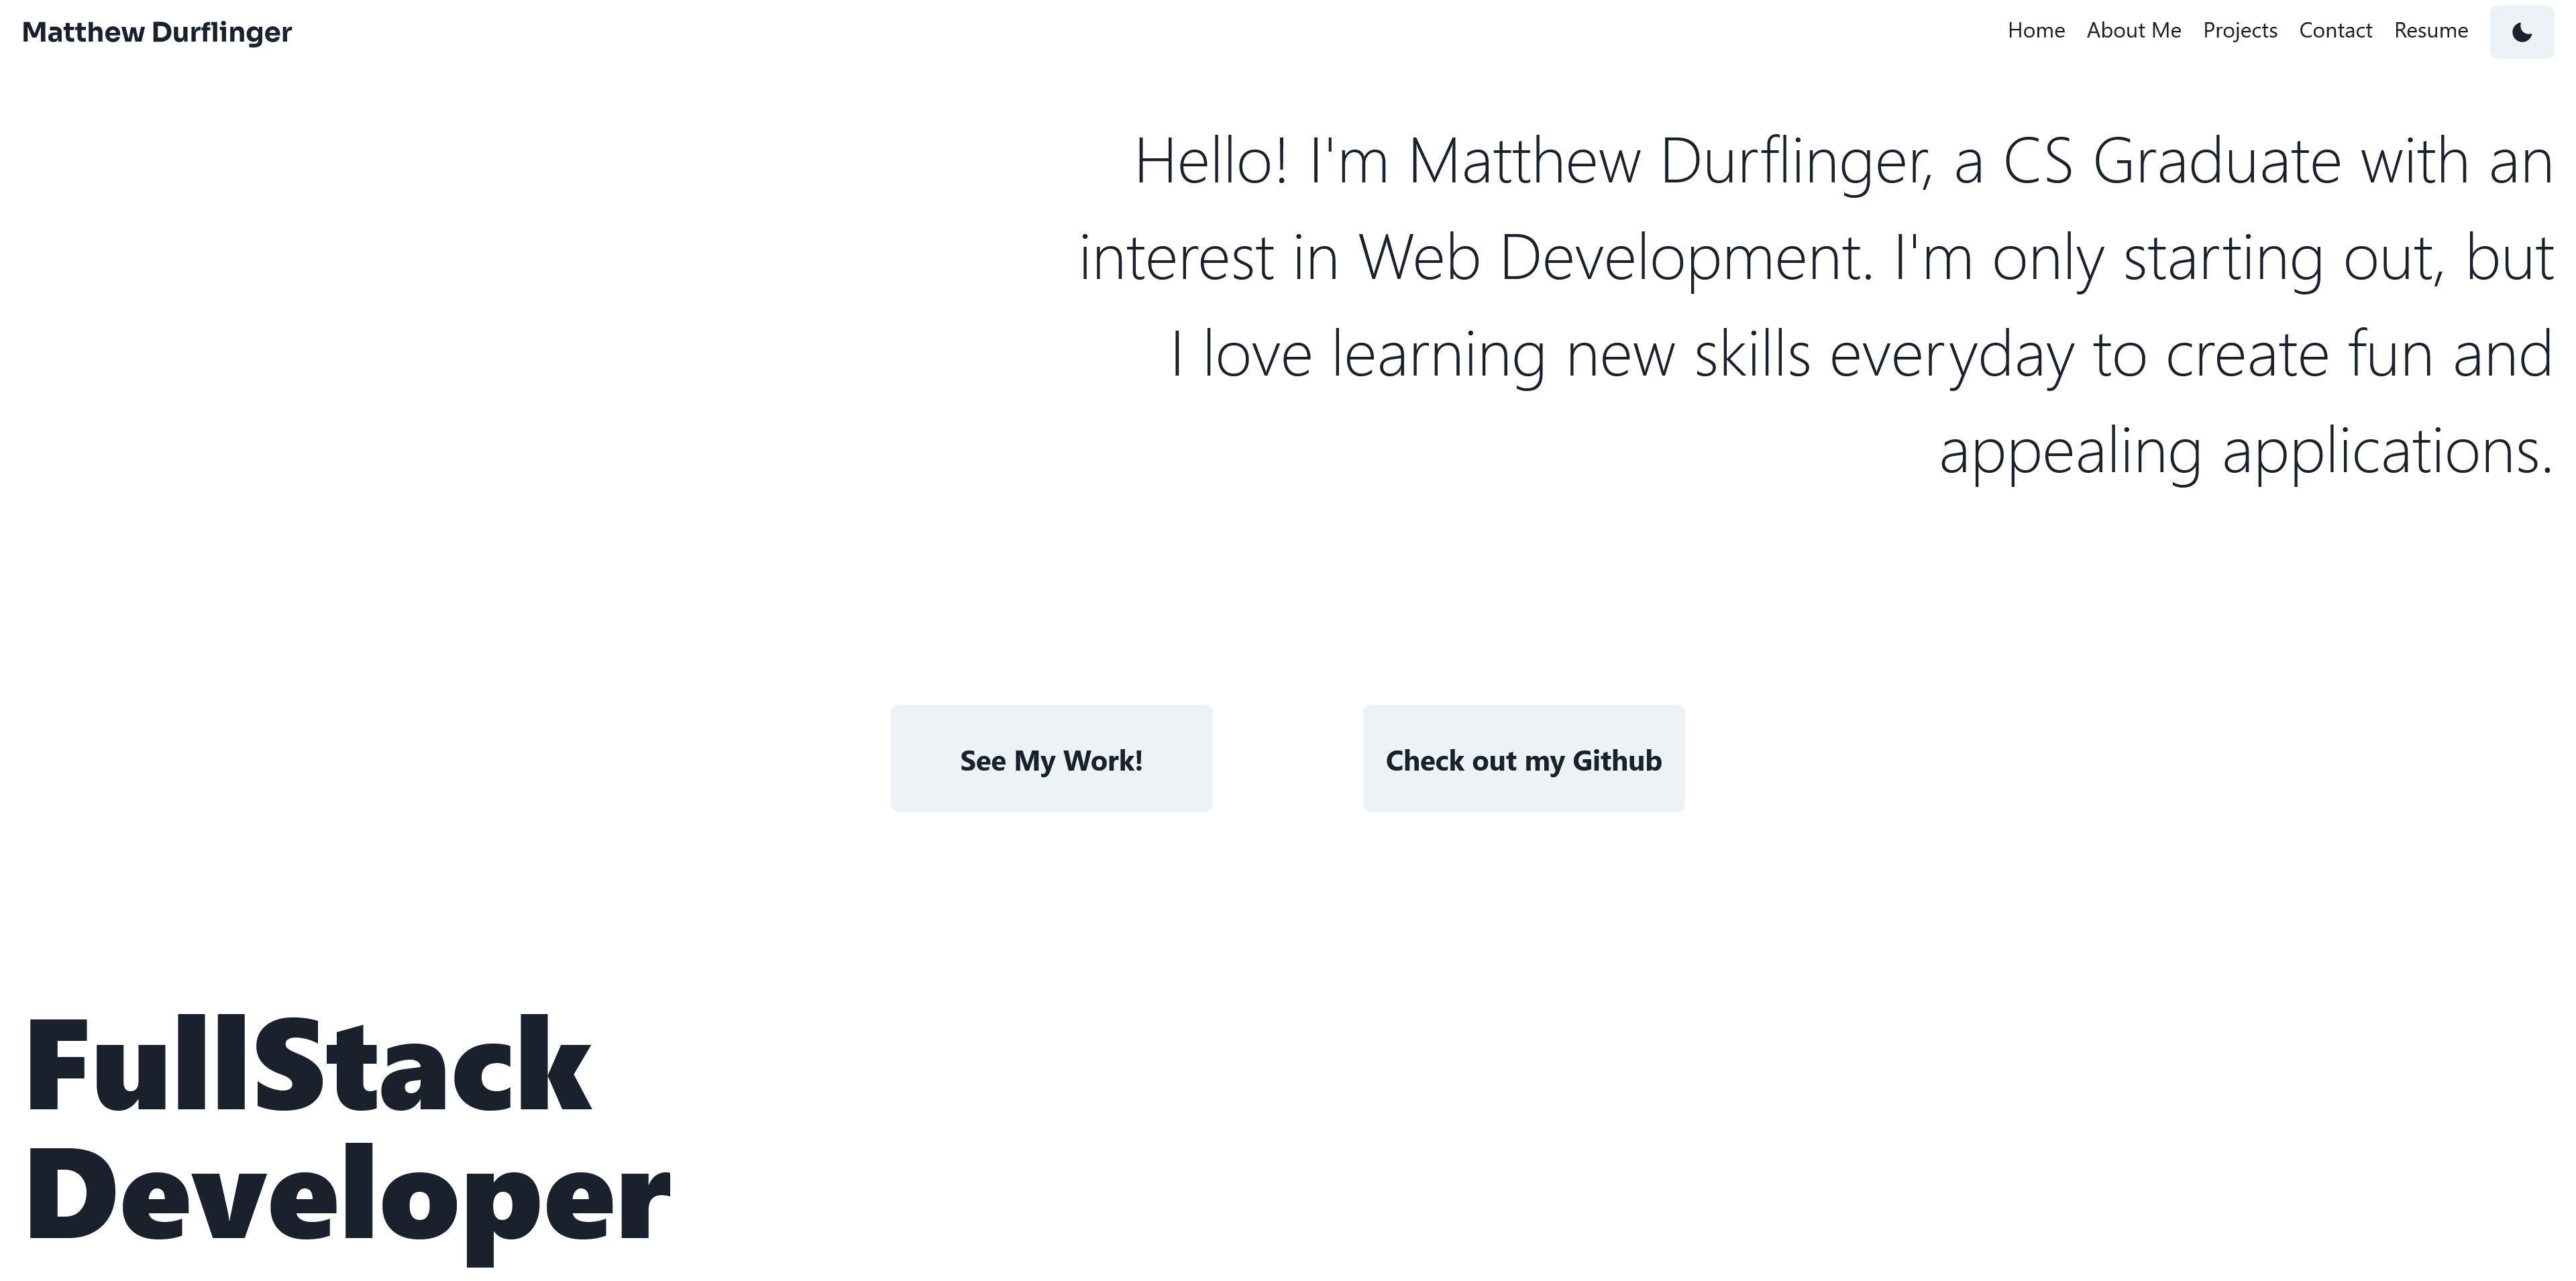 Matthew Durflinger
Home About Me Projects Contact Resume
Hello! I'm Matthew Durflinger, a CS Graduate with an
interest in Web Development. I'm only starting out, but
I love learning new skills everyday to create fun and
appealing applications.
See My Work!
Check out my Github
FullStack
Developer